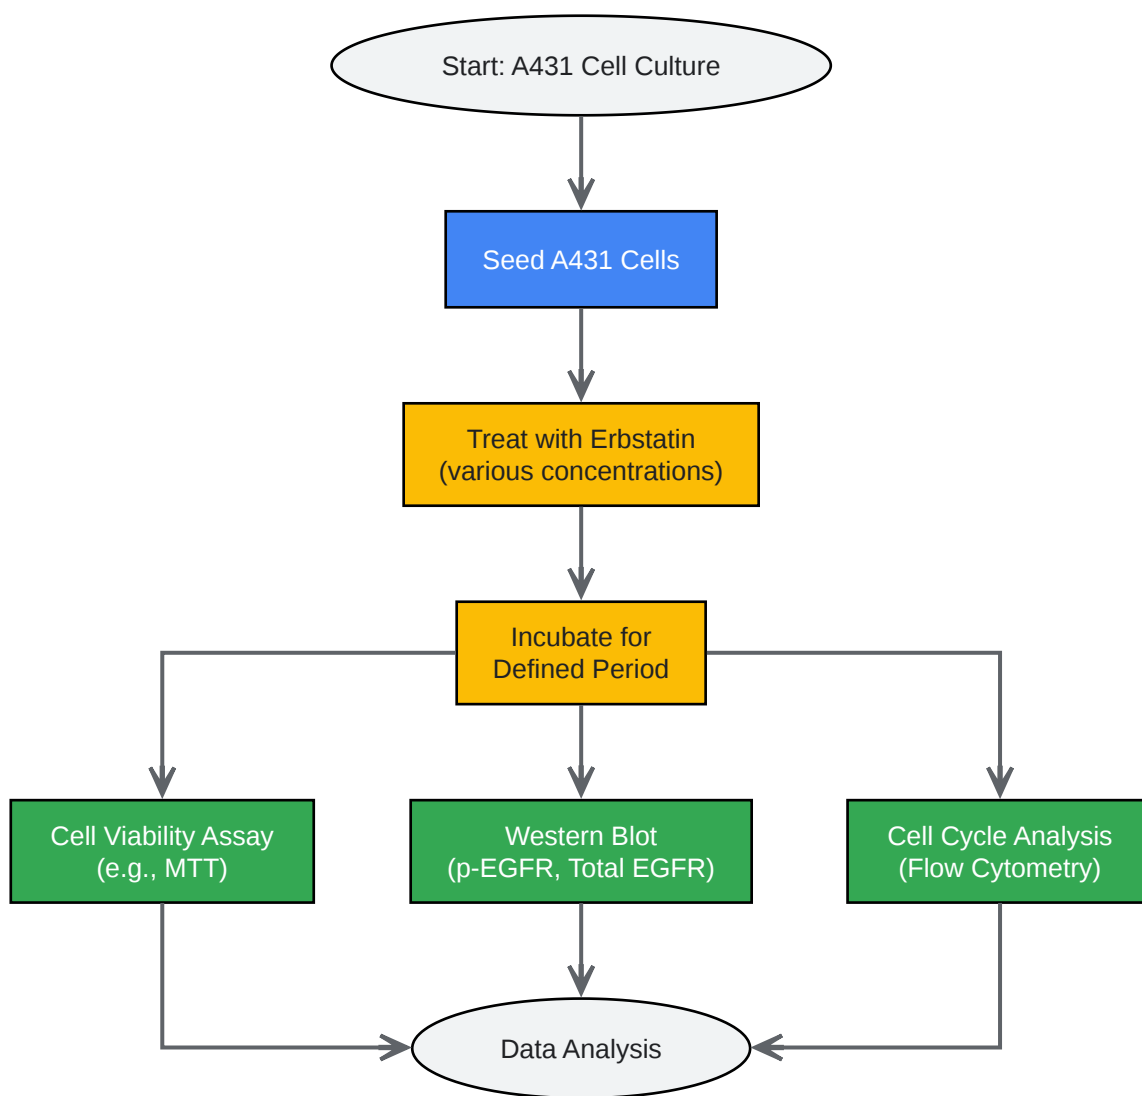 Start: A431 Cell Culture
Seed A431 Cells
Treat with Erbstatin
(various concentrations)
Incubate for
Defined Period
Cell Viability Assay
(e.g., MTT)
Western Blot
(p-EGFR, Total EGFR)
Cell Cycle Analysis
(Flow Cytometry)
Data Analysis